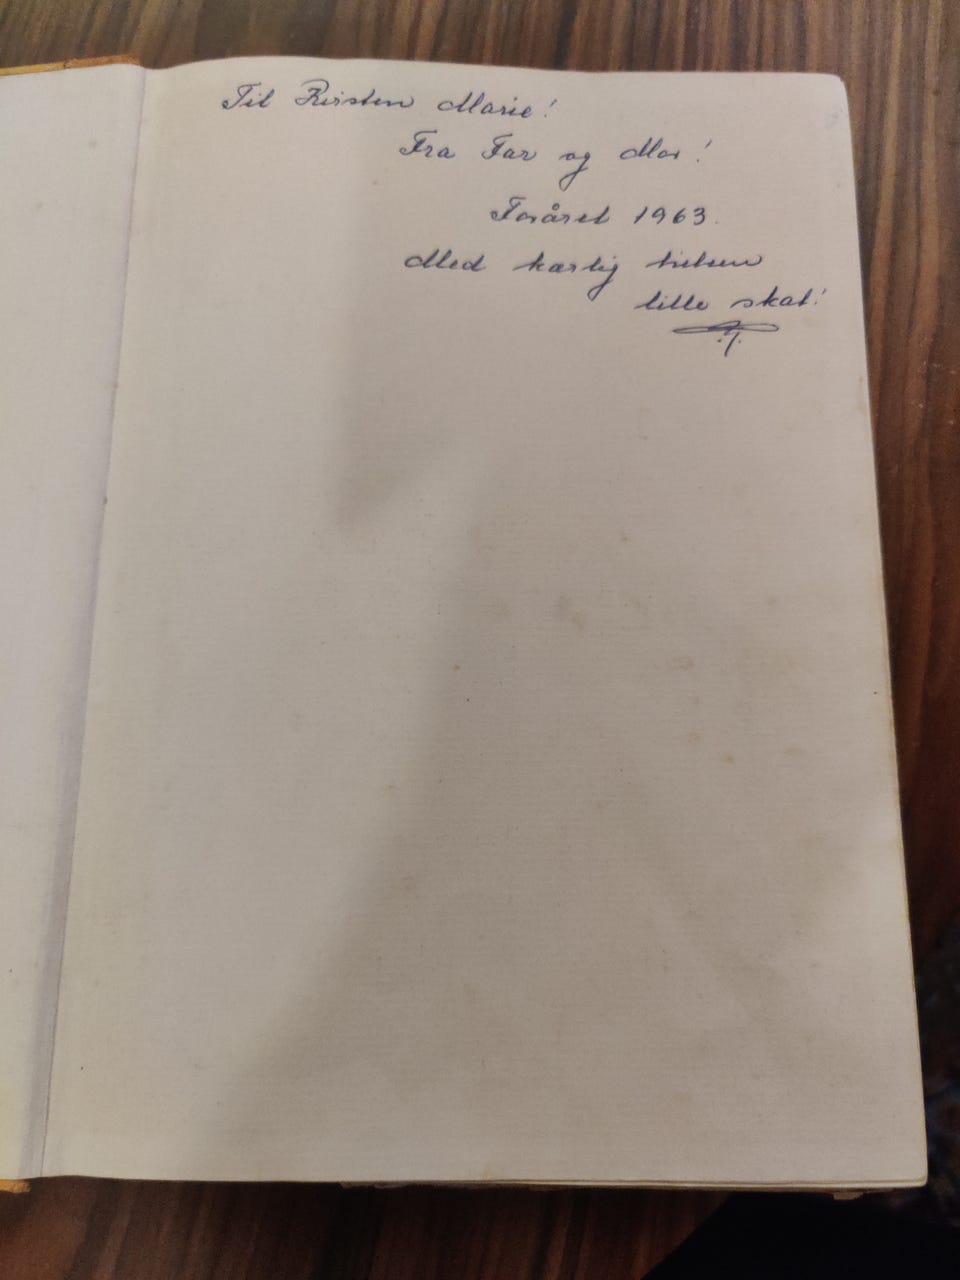 Til Kirsten Marie!
Fra Far og Mor!
Foråret 1963.
Med kærlig hilsen
lille skat!